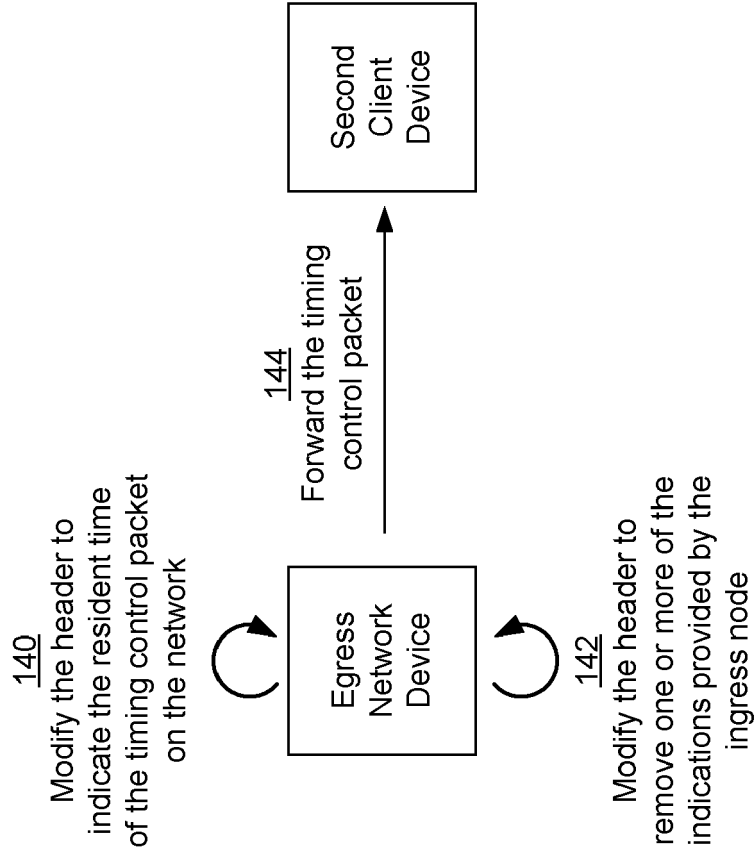 140
Modify the header to
indicate the resident time
of the timing control packet
on the network
Egress
Network
Device
144
Forward the timing
control packet
Second
Client
Device
142
Modify the header to
remove one or more of the
indications provided by the
ingress node